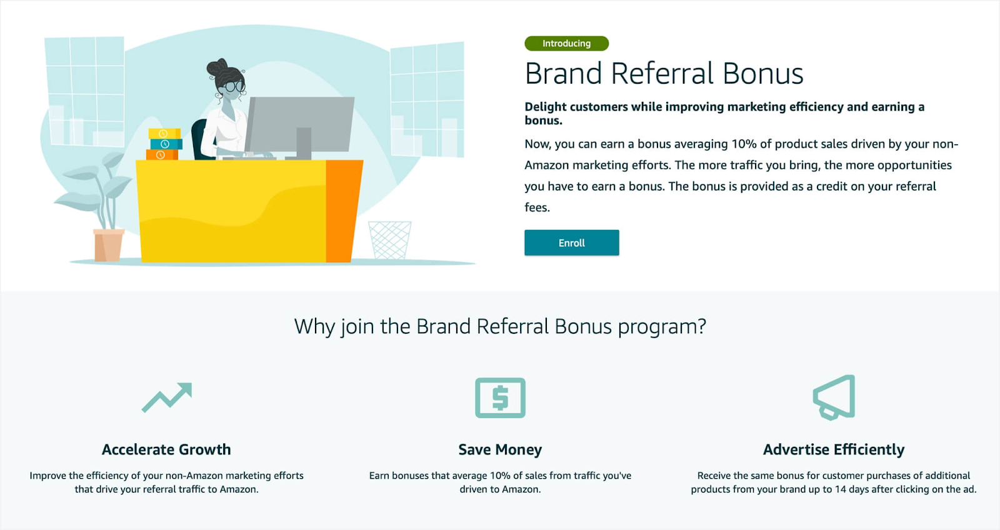 Introducing
Brand Referral Bonus
Delight customers while improving marketing efficiency and earning a
bonus.
Now, you can earn a bonus averaging 10% of product sales driven by your non-
Amazon marketing efforts. The more traffic you bring, the more opportunities
you have to earn a bonus. The bonus is provided as a credit on your referral
fees.
Enroll
Why join the Brand Referral Bonus program?
$
Accelerate Growth
Improve the efficiency of your non-Amazon marketing efforts
that drive your referral traffic to Amazon.
Save Money
Earn bonuses that average 10% of sales from traffic you've
driven to Amazon.
Advertise Efficiently
Receive the same bonus for customer purchases of additional
products from your brand up to 14 days after clicking on the ad.